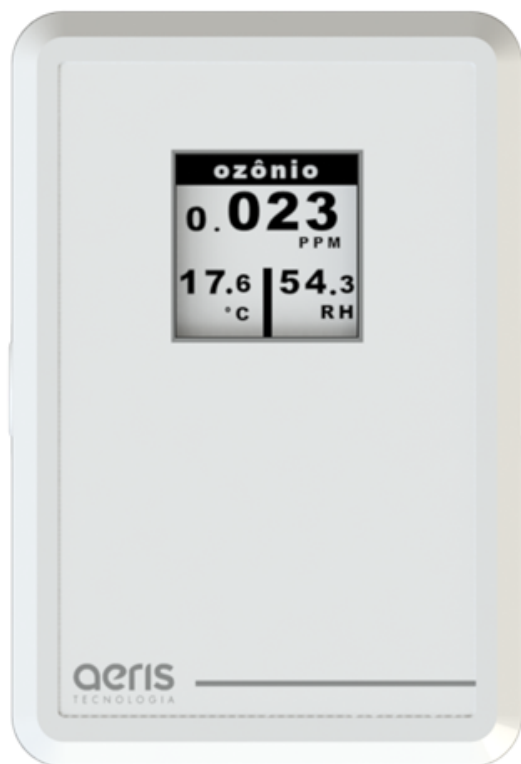 ozônio
0.023
PPM
17.6 54.3
°C RH
aeris
TECNOLOGIA